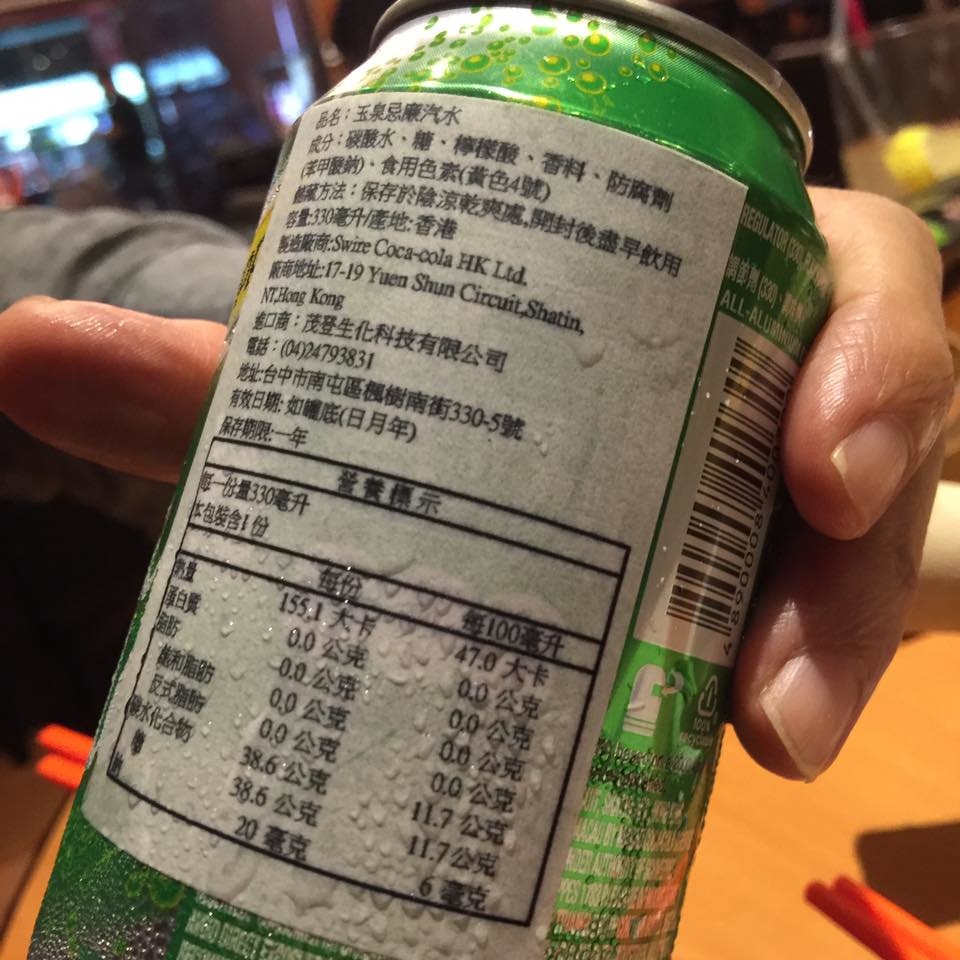 品名：玉泉忌廉汽水
成分：碳酸水、糖、檸檬酸、香料、防腐劑
(苯甲酸鈉)、食用色素(黃色4號)
儲藏方法：保存於陰涼乾爽處,開封後盡早飲用
容量:330毫升/產地:香港
製造廠商:Swire Coca-cola HK Ltd.
廠商地址:17-19 Yuen Shun Circuit,Shatin,
NT,Hong Kong
進口商：茂登生化科技有限公司
電話：(04)24793831
地址:台中市南屯區楓樹南街330-5號
有效日期: 如罐底(日月年)
保存期限:一年
營養標示
每一份量330毫升
本包裝含1份
每份 每100毫升
熱量 155.1 大卡 47.0 大卡
蛋白質 0.0 公克 0.0 公克
脂肪 0.0 公克 0.0 公克
飽和脂肪 0.0 公克 0.0 公克
反式脂肪 0.0 公克 0.0 公克
碳水化合物 38.6 公克 11.7 公克
糖 38.6 公克 11.7公克
鈉 20 毫克 6 毫克
REGULATOR (330),
ALL-ALUMINIUM
4 890008
100%